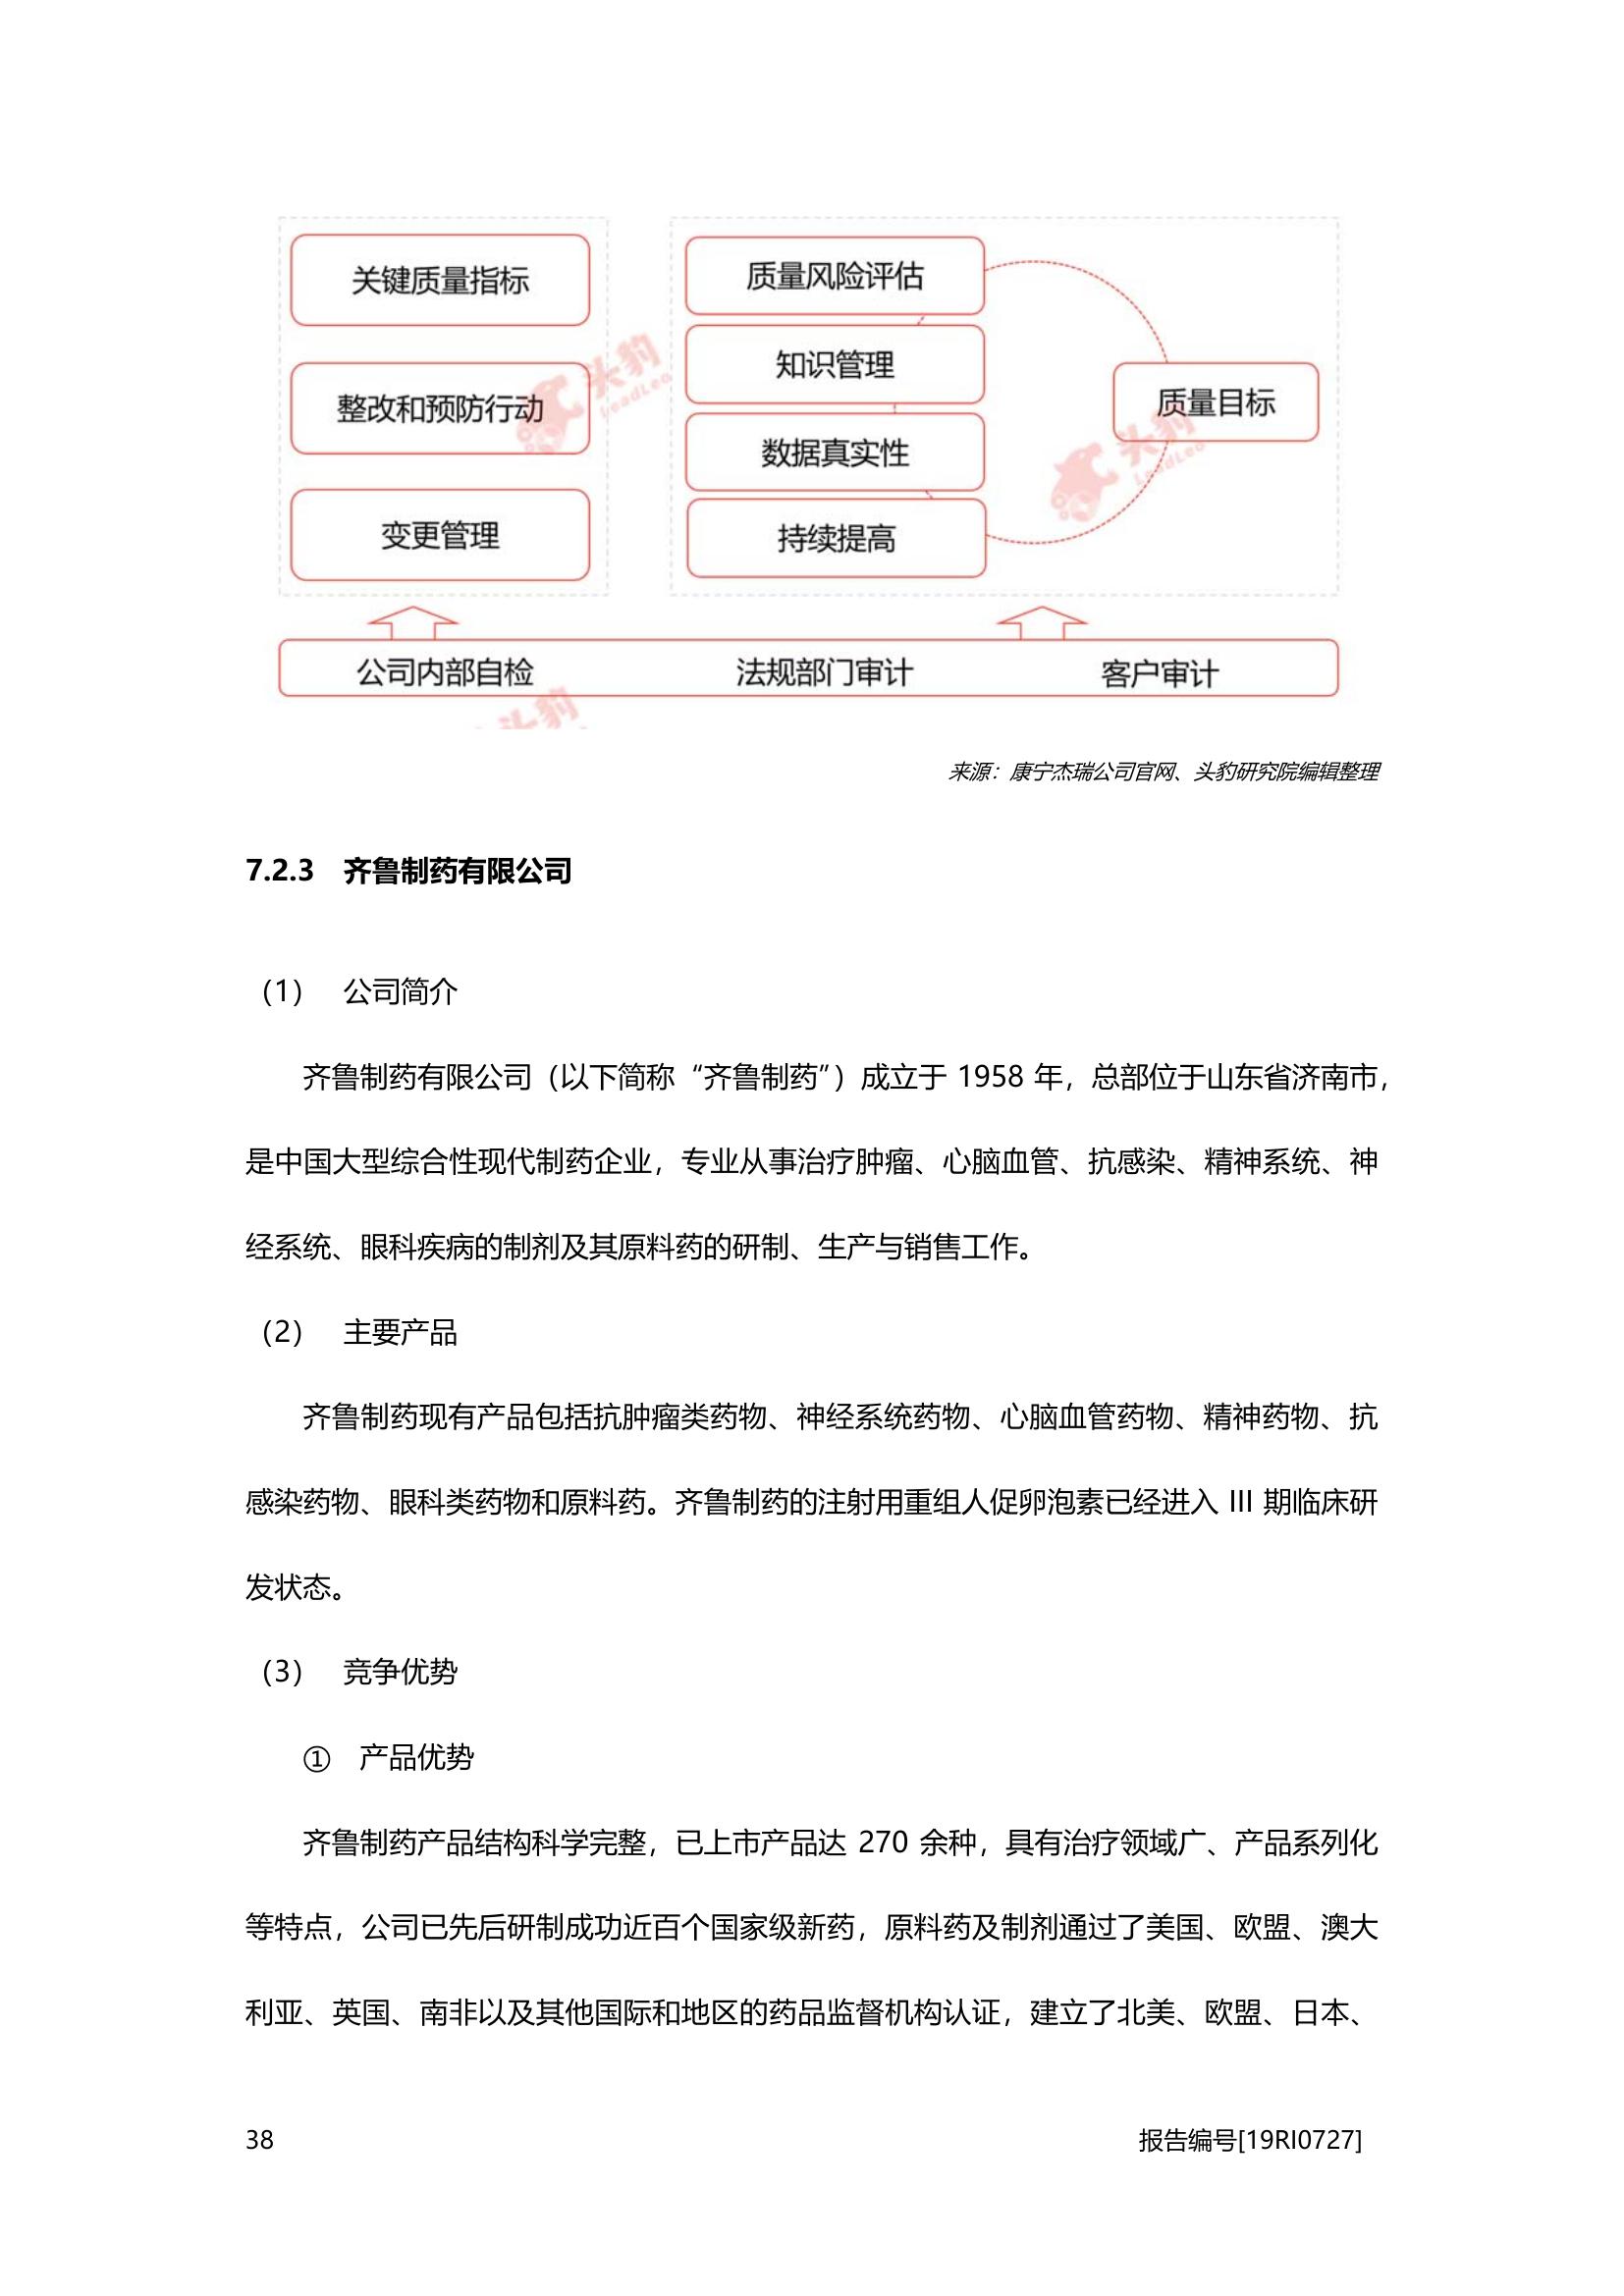 关键质量指标
整改和预防行动
变更管理
质量风险评估
知识管理
数据真实性
持续提高
质量目标
头豹
LeadLeo
头豹
LeadLeo
公司内部自检 法规部门审计 客户审计
头豹
来源：康宁杰瑞公司官网、头豹研究院编辑整理
7.2.3 齐鲁制药有限公司
（1） 公司简介
齐鲁制药有限公司（以下简称“齐鲁制药”）成立于 1958 年，总部位于山东省济南市，
是中国大型综合性现代制药企业，专业从事治疗肿瘤、心脑血管、抗感染、精神系统、神
经系统、眼科疾病的制剂及其原料药的研制、生产与销售工作。
（2） 主要产品
齐鲁制药现有产品包括抗肿瘤类药物、神经系统药物、心脑血管药物、精神药物、抗
感染药物、眼科类药物和原料药。齐鲁制药的注射用重组人促卵泡素已经进入 III 期临床研
发状态。
（3） 竞争优势
① 产品优势
齐鲁制药产品结构科学完整，已上市产品达 270 余种，具有治疗领域广、产品系列化
等特点，公司已先后研制成功近百个国家级新药，原料药及制剂通过了美国、欧盟、澳大
利亚、英国、南非以及其他国际和地区的药品监督机构认证，建立了北美、欧盟、日本、
38 报告编号[19RI0727]